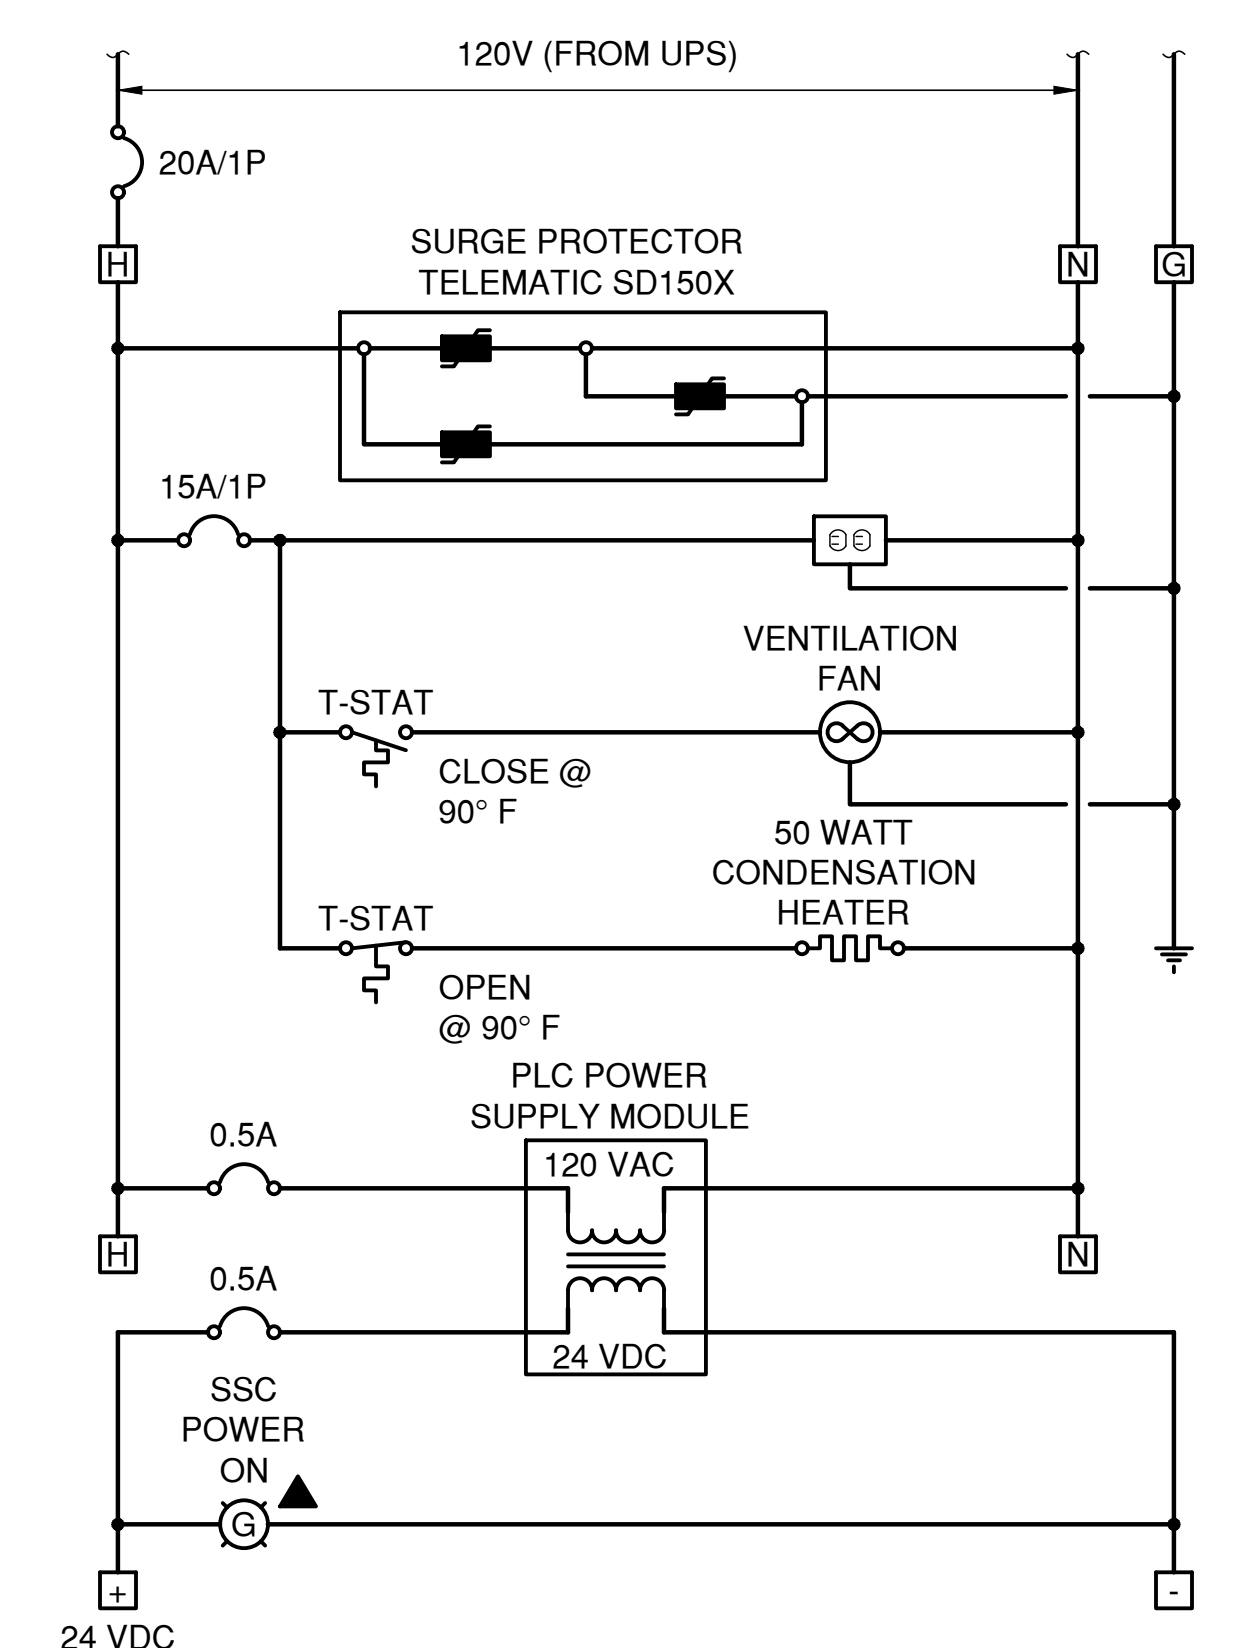 120V (FROM UPS)
20A/1P
H
N
G
SURGE PROTECTOR
TELEMATIC SD150X
15A/1P
VENTILATION
FAN
T-STAT
CLOSE @
90° F
50 WATT
CONDENSATION
HEATER
T-STAT
OPEN
@ 90° F
PLC POWER
SUPPLY MODULE
0.5A
120 VAC
H
N
0.5A
24 VDC
SSC
POWER
ON
G
+
-
24 VDC